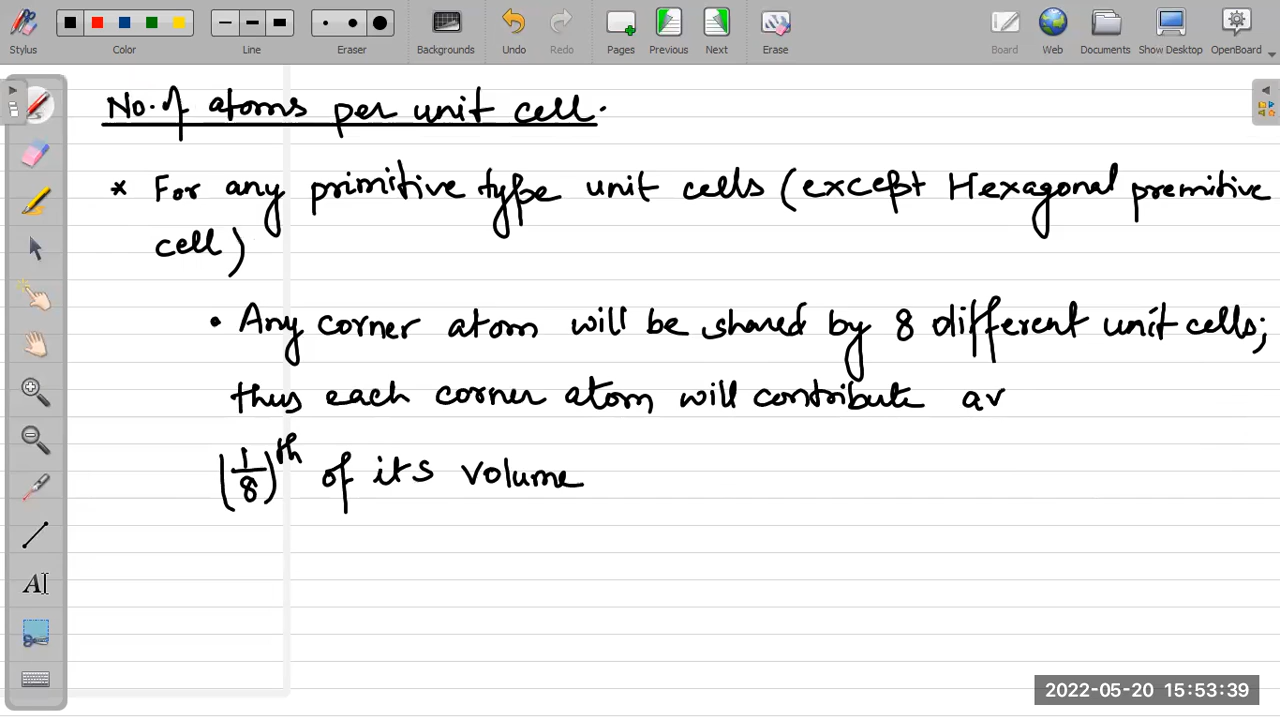 Stylus Color Line Eraser Backgrounds Undo Redo Pages Previous Next Erase Board Web Documents Show Desktop OpenBoard
No. of atoms per unit cell.
* For any primitive type unit cells (except Hexagonal premitive
cell)
• Any corner atom will be shared by 8 different unit cells;
thus each corner atom will contribute av
(1/8)th of its volume
2022-05-20 15:53:39